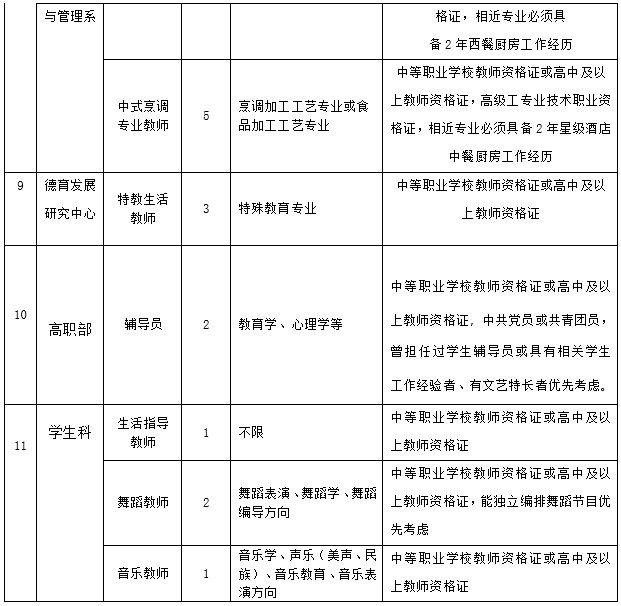 与管理系
格证，相近专业必须具
备2年西餐厨房工作经历
中式烹调
专业教师
5
烹调加工工艺专业或食
品加工工艺专业
中等职业学校教师资格证或高中及以
上教师资格证，高级工专业技术职业资
格证，相近专业必须具备2年星级酒店
中餐厨房工作经历
9
德育发展
研究中心
特教生活
教师
3
特殊教育专业
中等职业学校教师资格证或高中及以
上教师资格证
10
高职部
辅导员
2
教育学、心理学等
中等职业学校教师资格证或高中及以
上教师资格证，中共党员或共青团员，
曾担任过学生辅导员或具有相关学生
工作经验者、有文艺特长者优先考虑。
11
学生科
生活指导
教师
1
不限
中等职业学校教师资格证或高中及以
上教师资格证
舞蹈教师
2
舞蹈表演、舞蹈学、舞蹈
编导方向
中等职业学校教师资格证或高中及以
上教师资格证，能独立编排舞蹈节目优
先考虑
音乐教师
1
音乐学、声乐（美声、民
族）、音乐教育、音乐表
演方向
中等职业学校教师资格证或高中及以
上教师资格证